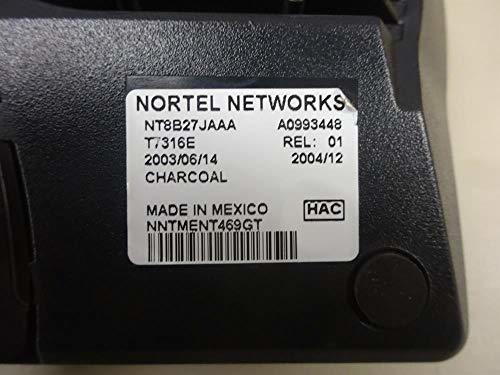 NORTEL NETWORKS
NT8B27JAAA A0993448
T7316E REL: 01
2003/06/14 2004/12
CHARCOAL
MADE IN MEXICO HAC
NNTMENT469GT